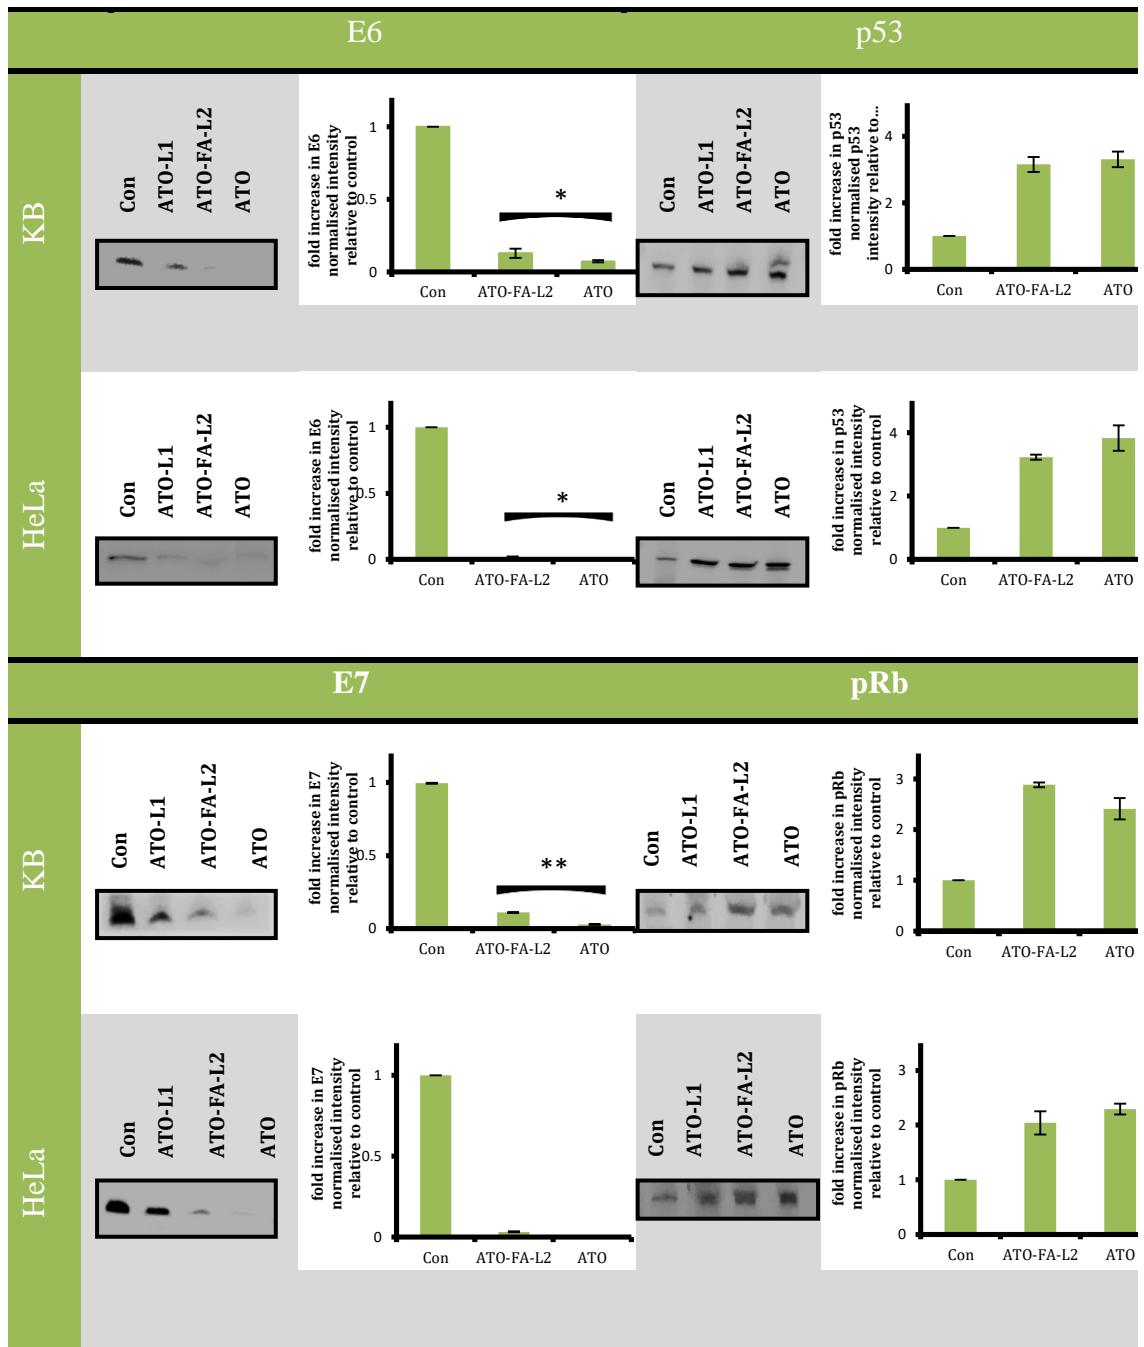 E6 p53
KB
Con
ATO-L1
ATO-FA-L2
ATO
fold increase in E6
normalised intensity
relative to control
1
0.5
0
*
Con ATO-FA-L2 ATO
Con
ATO-L1
ATO-FA-L2
ATO
fold increase in p53
normalised p53
intensity relative to...
4
2
0
Con ATO-FA-L2 ATO
HeLa
Con
ATO-L1
ATO-FA-L2
ATO
fold increase in E6
normalised intensity
relative to control
1
0.5
0
*
Con ATO-FA-L2 ATO
Con
ATO-L1
ATO-FA-L2
ATO
fold increase in p53
normalised intensity
relative to control
4
2
0
Con ATO-FA-L2 ATO
E7 pRb
KB
Con
ATO-L1
ATO-FA-L2
ATO
fold increase in E7
normalised intensity
relative to control
1
0.5
0
**
Con ATO-FA-L2 ATO
Con
ATO-L1
ATO-FA-L2
ATO
fold increase in pRb
normalised intensity
relative to control
3
2
1
0
Con ATO-FA-L2 ATO
HeLa
Con
ATO-L1
ATO-FA-L2
ATO
fold increase in E7
normalised intensity
relative to control
1
0.5
0
Con ATO-FA-L2 ATO
Con
ATO-L1
ATO-FA-L2
ATO
fold increase in pRb
normalised intensity
relative to control
3
2
1
0
Con ATO-FA-L2 ATO